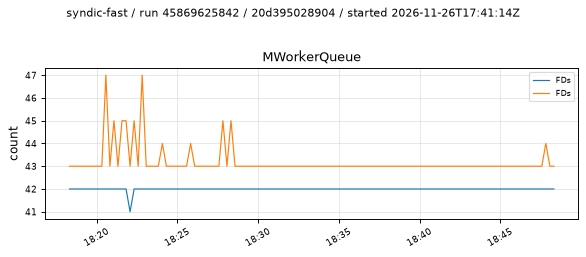 syndic-fast / run 45869625842 / 20d395028904 / started 2026-11-26T17:41:14Z
MWorkerQueue
FDs
FDs
count
47
46
45
44
43
42
41
18:20
18:25
18:30
18:35
18:40
18:45